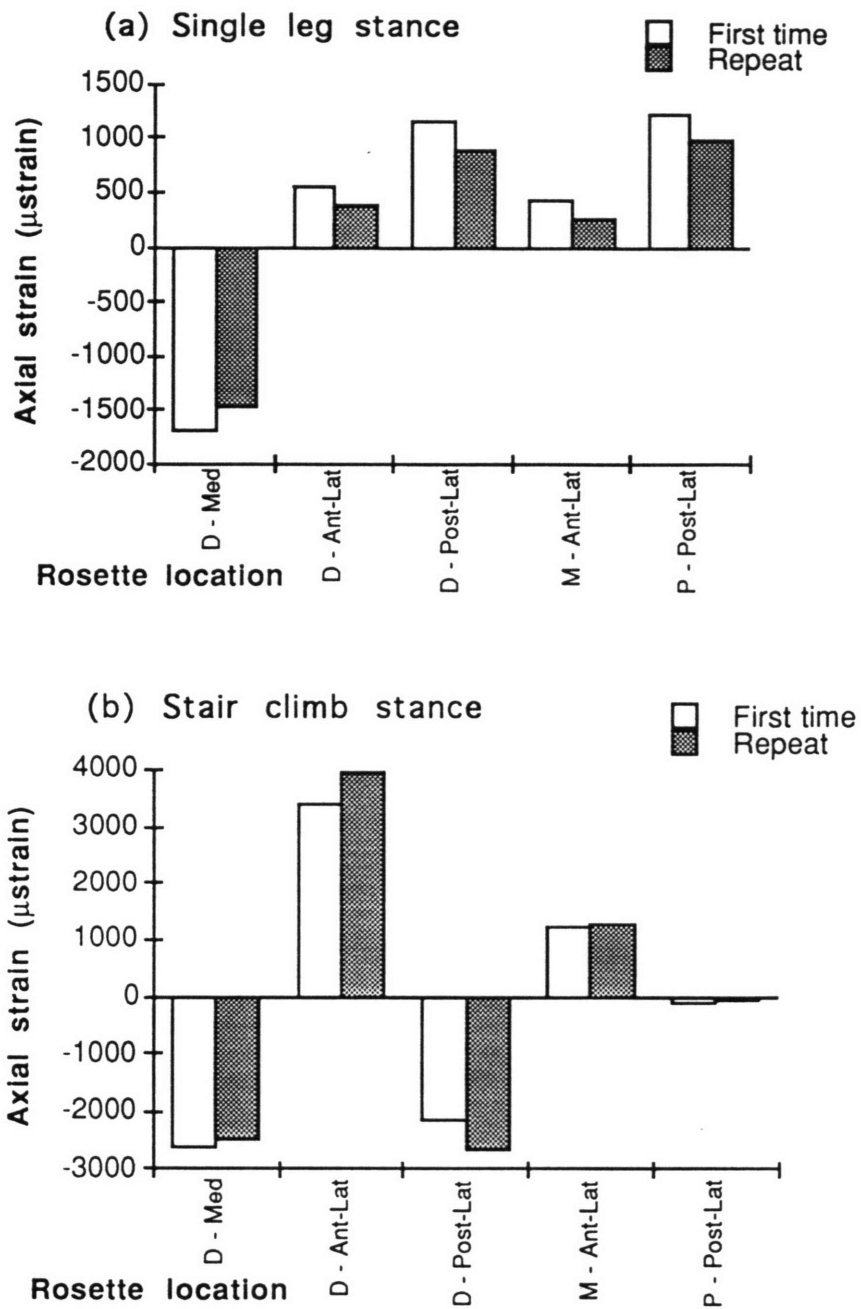 (a) Single leg stance
First time
Repeat
Axial strain (μstrain)
1500
1000
500
0
-500
-1000
-1500
-2000
D - Med
D - Ant-Lat
D - Post-Lat
M - Ant-Lat
P - Post-Lat
Rosette location
(b) Stair climb stance
First time
Repeat
Axial strain (μstrain)
4000
3000
2000
1000
0
-1000
-2000
-3000
D - Med
D - Ant-Lat
D - Post-Lat
M - Ant-Lat
P - Post-Lat
Rosette location